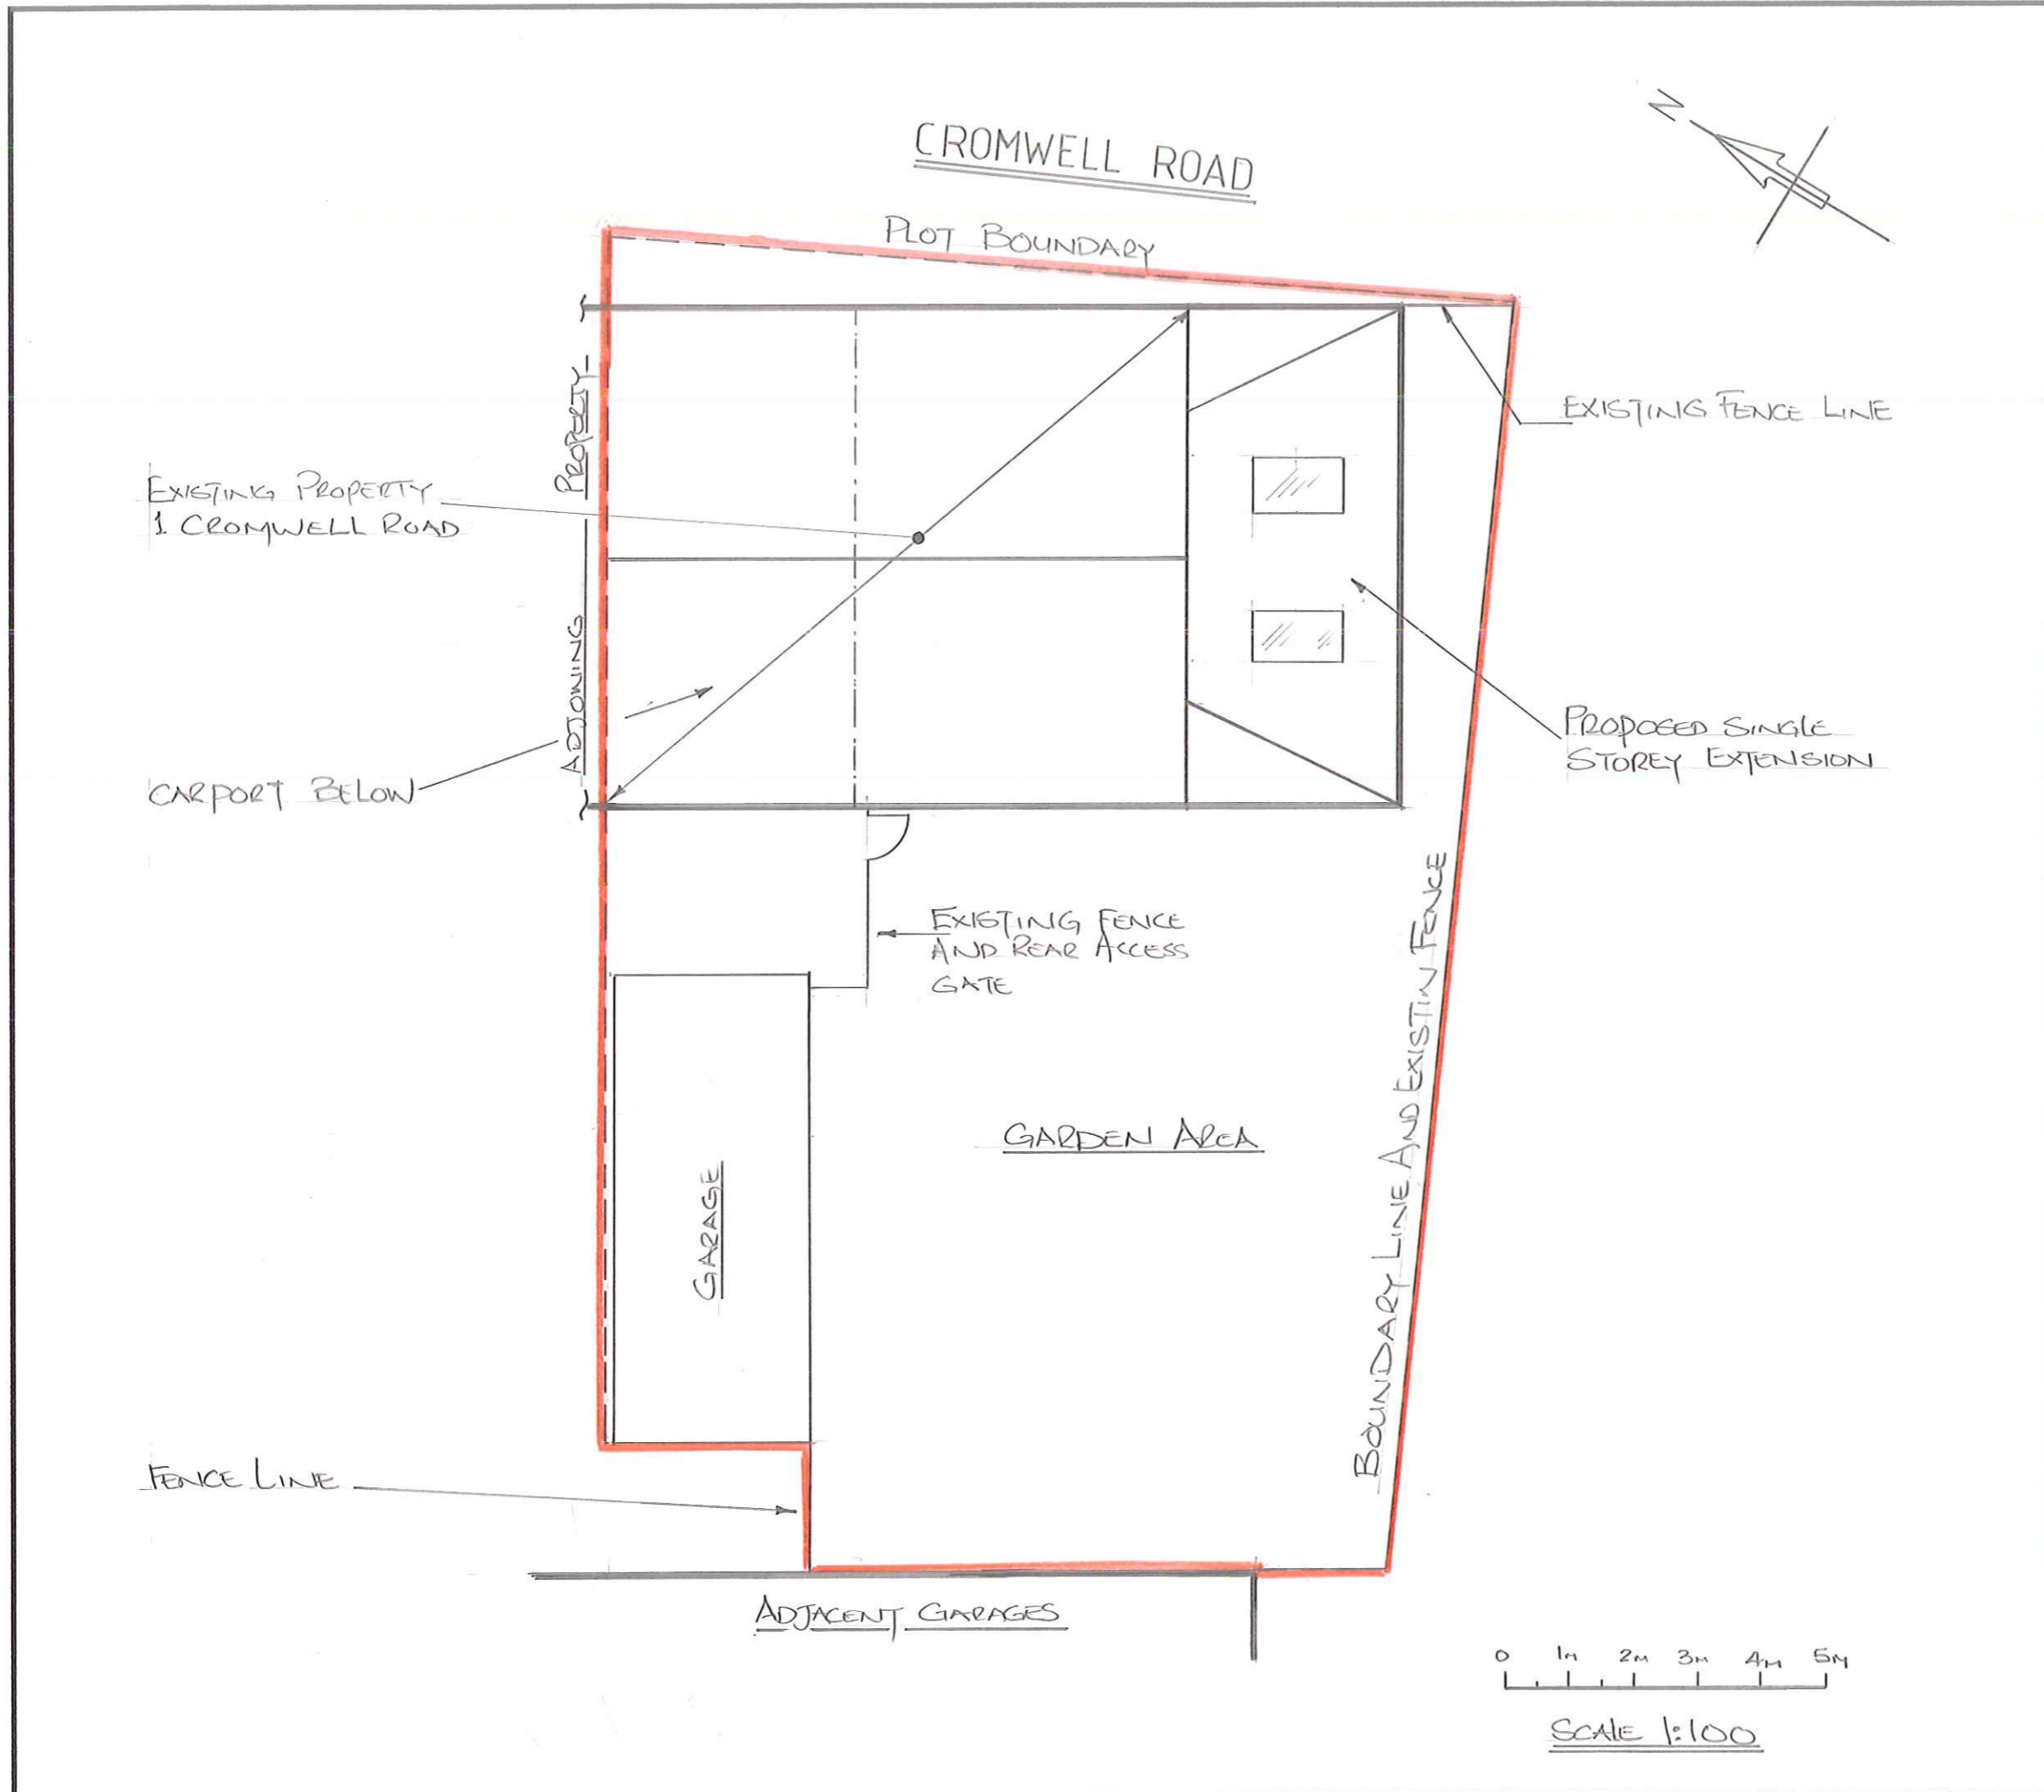 N
CROMWELL ROAD
PLOT BOUNDARY
EXISTING FENCE LINE
EXISTING PROPERTY
1 CROMWELL ROAD
ADJOINING PROPERTY
PROPOSED SINGLE
STOREY EXTENSION
CARPORT BELOW
EXISTING FENCE
AND REAR ACCESS
GATE
BOUNDARY LINE AND EXISTIN FENCE
GARDEN AREA
GARAGE
FENCE LINE
ADJACENT GARAGES
0 1M 2M 3M 4M 5M
SCALE 1:100